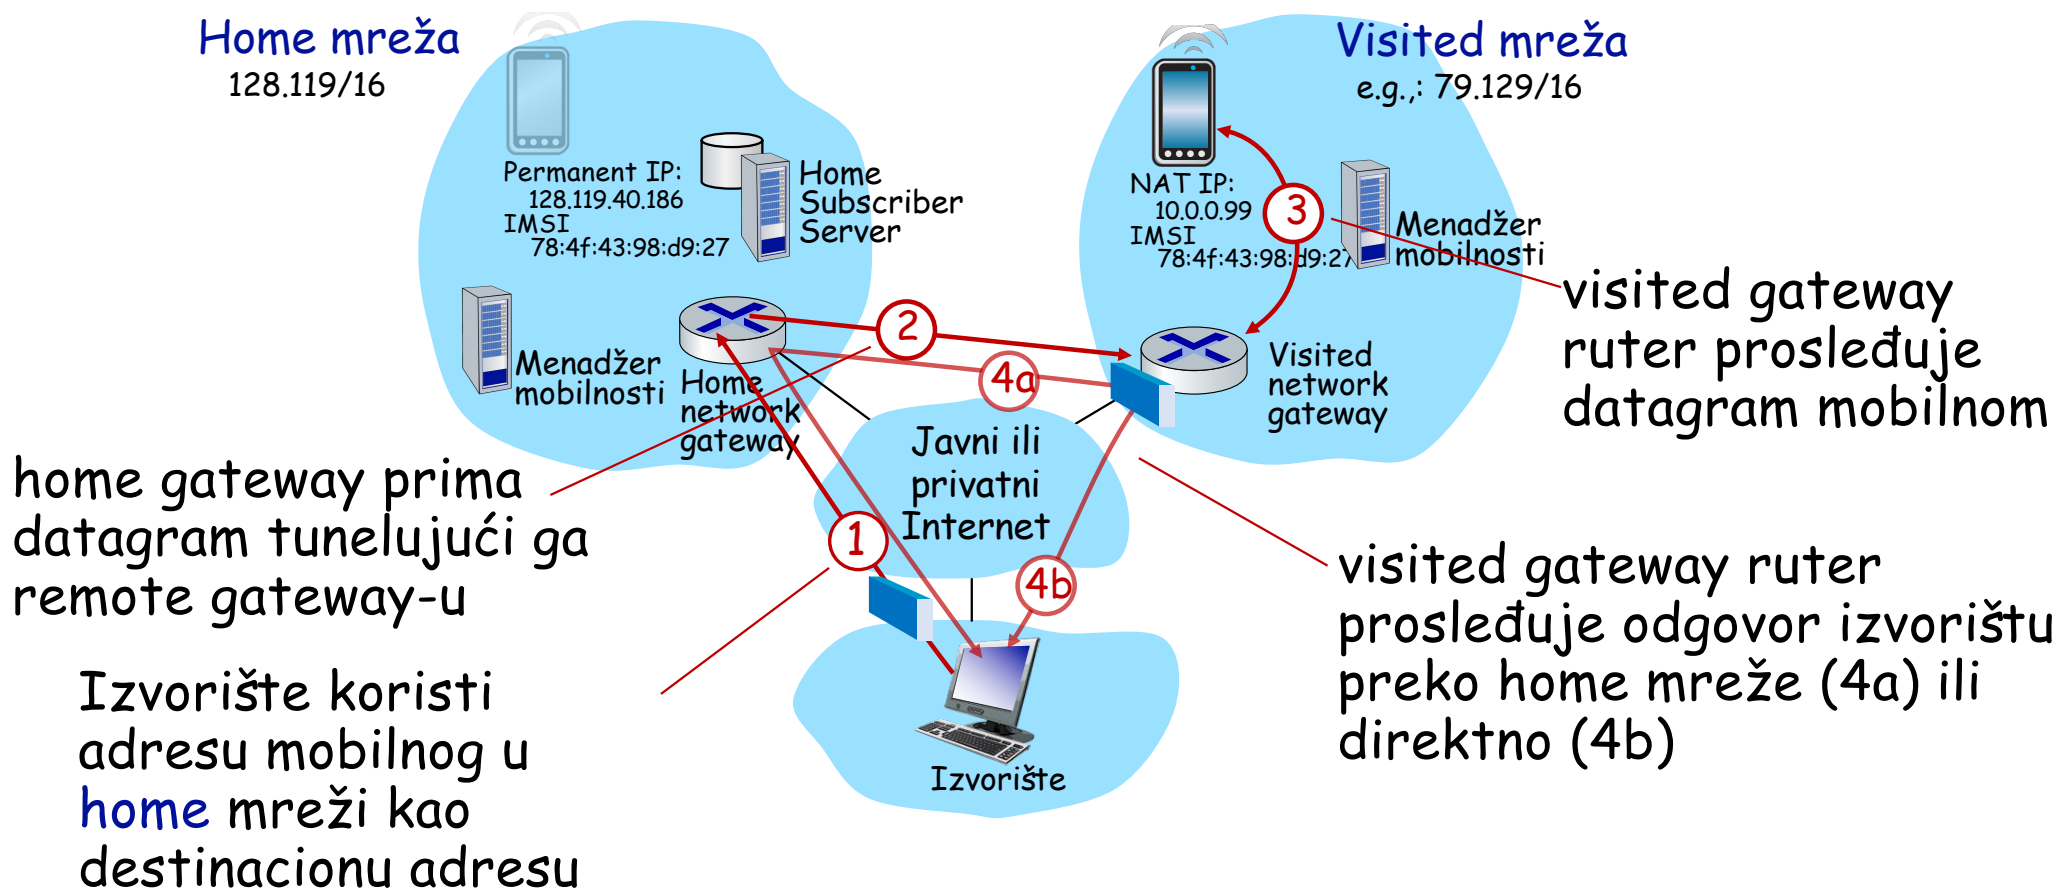 Home mreža
128.119/16
Visited mreža
e.g.,: 79.129/16
Permanent IP:
128.119.40.186
IMSI
78:4f:43:98:d9:27
Home
Subscriber
Server
NAT IP:
10.0.0.99
IMSI
78:4f:43:98:d9:27
3
Menadžer
mobilnosti
visited gateway
ruter prosleđuje
datagram mobilnom
Menadžer
mobilnosti
Home
network
gateway
2
4a
Visited
network
gateway
Javni ili
privatni
Internet
home gateway prima
datagram tunelujući ga
remote gateway-u
1
4b
visited gateway ruter
prosleđuje odgovor izvorištu
preko home mreže (4a) ili
direktno (4b)
Izvorište koristi
adresu mobilnog u
home mreži kao
destinacionu adresu
Izvorište